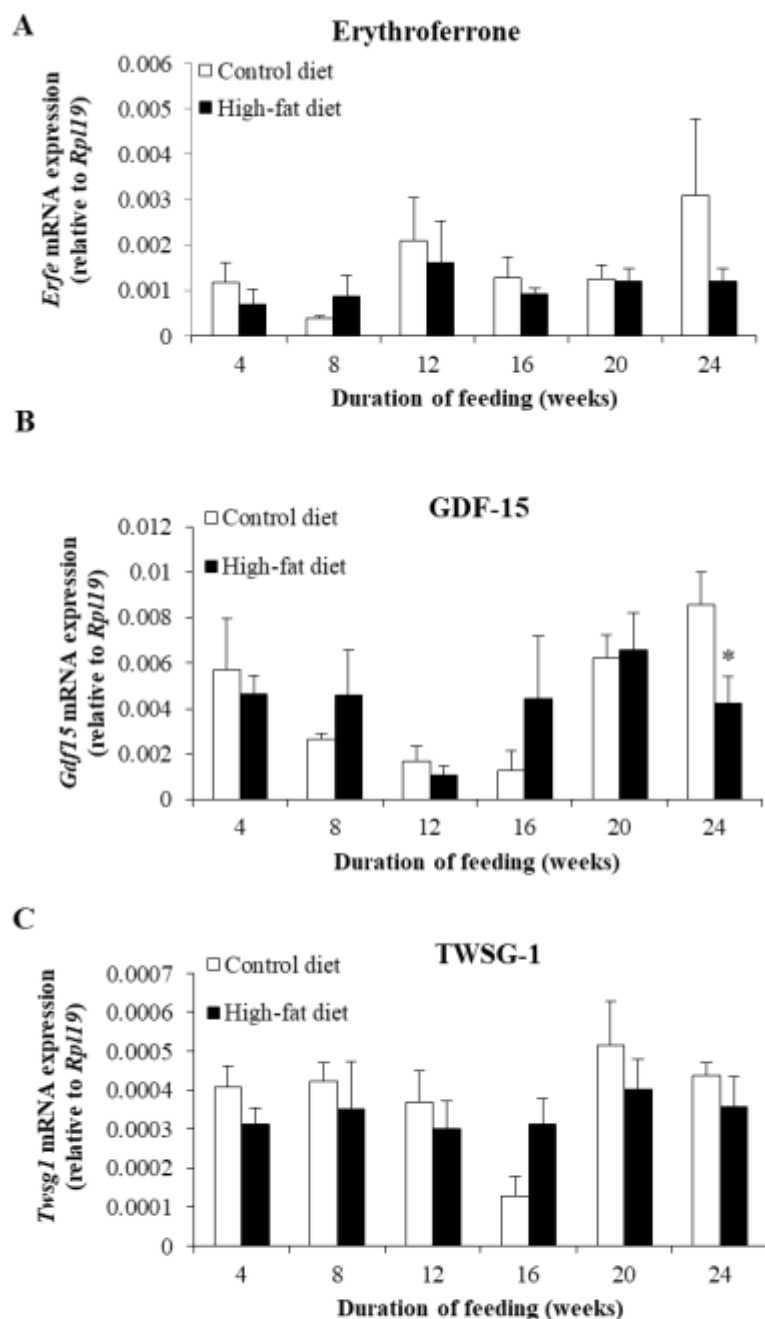 A
Erythroferrone
Erfe mRNA expression
(relative to Rpl19)
0.006
0.005
0.004
0.003
0.002
0.001
0
Control diet
High-fat diet
4 8 12 16 20 24
Duration of feeding (weeks)
B
GDF-15
Gdf15 mRNA expression
(relative to Rpl19)
0.012
0.01
0.008
0.006
0.004
0.002
0
Control diet
High-fat diet
*
4 8 12 16 20 24
Duration of feeding (weeks)
C
TWSG-1
Twsg1 mRNA expression
(relative to Rpl19)
0.0007
0.0006
0.0005
0.0004
0.0003
0.0002
0.0001
0
Control diet
High-fat diet
4 8 12 16 20 24
Duration of feeding (weeks)